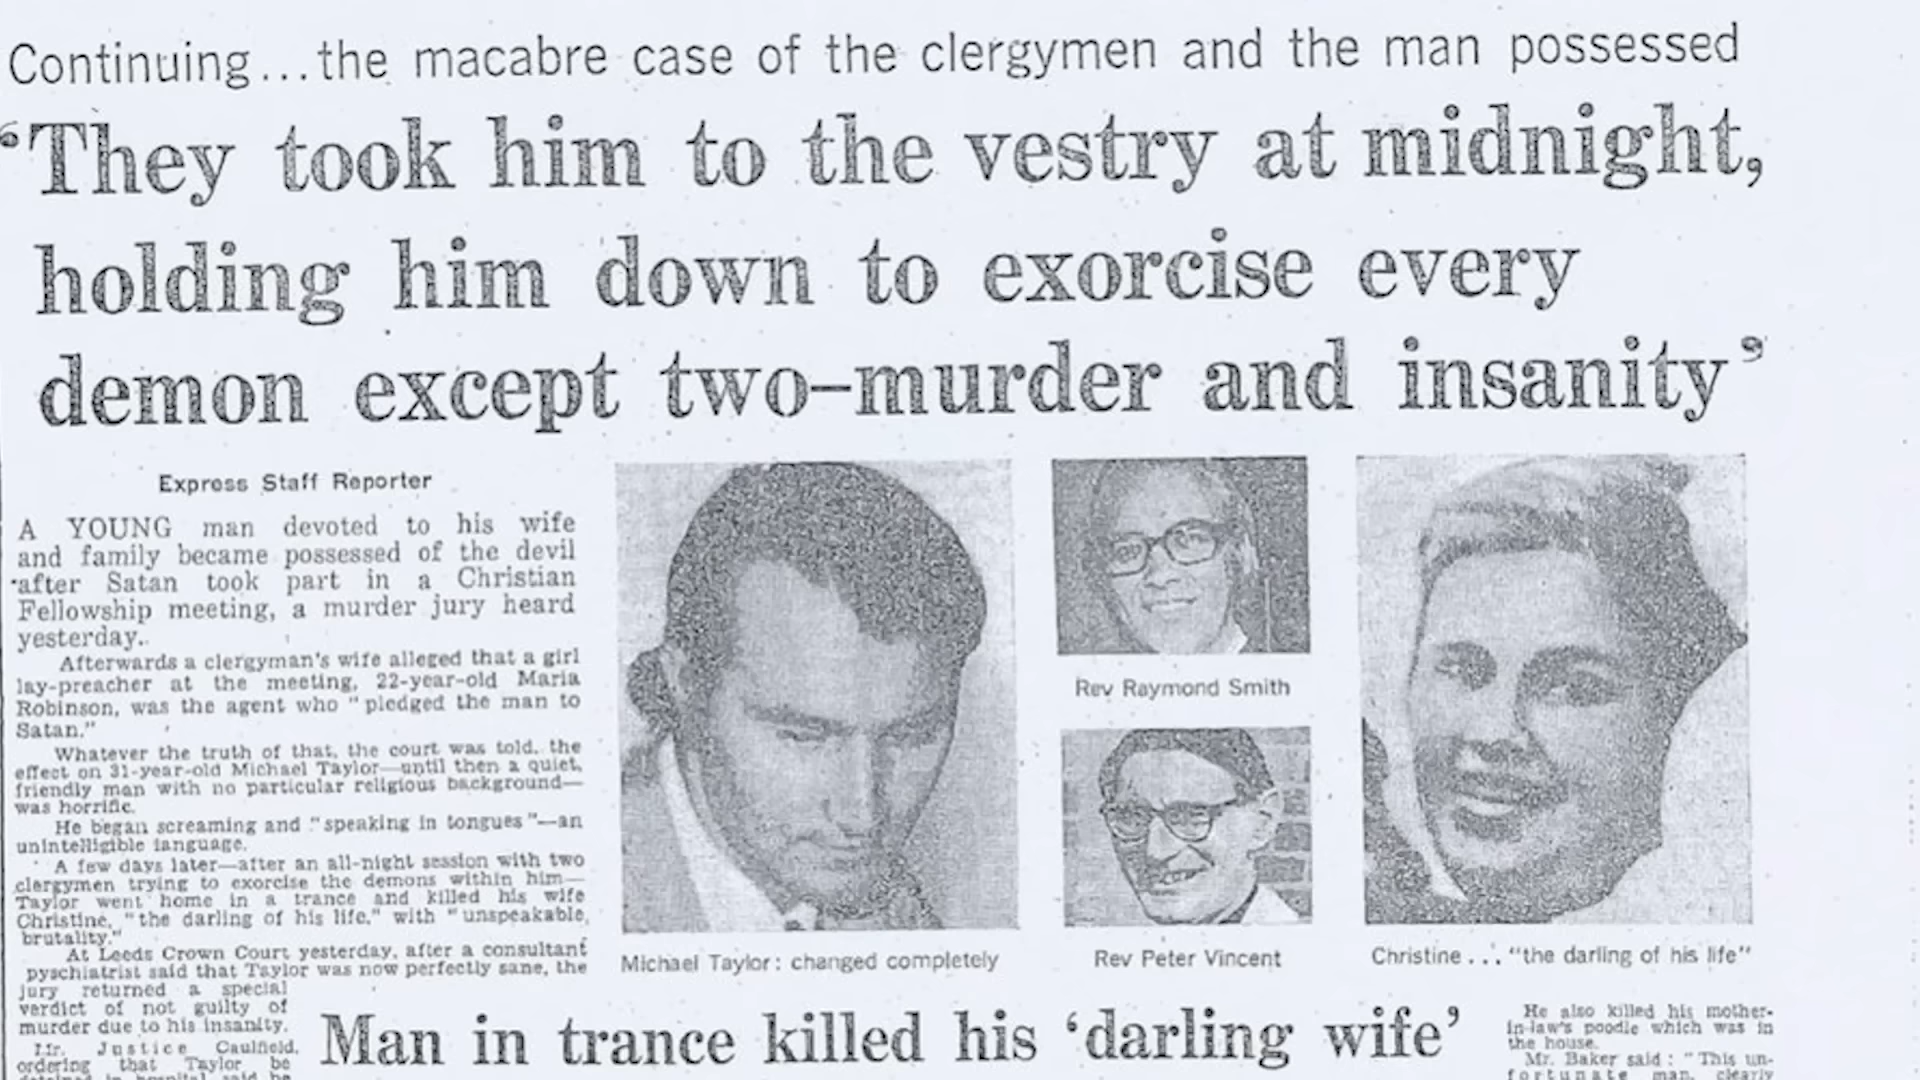 Continuing...the macabre case of the clergymen and the man possessed
‘They took him to the vestry at midnight,
holding him down to exorcise every
demon except two—murder and insanity’
Express Staff Reporter
A YOUNG man devoted to his wife
and family became possessed of the devil
after Satan took part in a Christian
Fellowship meeting, a murder jury heard
yesterday.
Afterwards a clergyman's wife alleged that a girl
lay-preacher at the meeting, 22-year-old Maria
Robinson, was the agent who "pledged the man to
Satan."
Whatever the truth of that, the court was told, the
effect on 31-year-old Michael Taylor—until then a quiet,
friendly man with no particular religious background—
was horrific.
He began screaming and "speaking in tongues"—an
unintelligible language.
A few days later—after an all-night session with two
clergymen trying to exorcise the demons within him—
Taylor went home in a trance and killed his wife
Christine, "the darling of his life," with "unspeakable,
brutality."
At Leeds Crown Court yesterday, after a consultant
pyschiatrist said that Taylor was now perfectly sane, the
jury returned a special
verdict of not guilty of
murder due to his insanity.
Mr. Justice Caulfield,
ordering that Taylor be
detained in hospital said he
Michael Taylor: changed completely
Rev Raymond Smith
Rev Peter Vincent
Christine... "the darling of his life"
Man in trance killed his ‘darling wife’
He also killed his mother-
in-law's poodle which was in
the house.
Mr. Baker said: "This un-
fortunate man, clearly